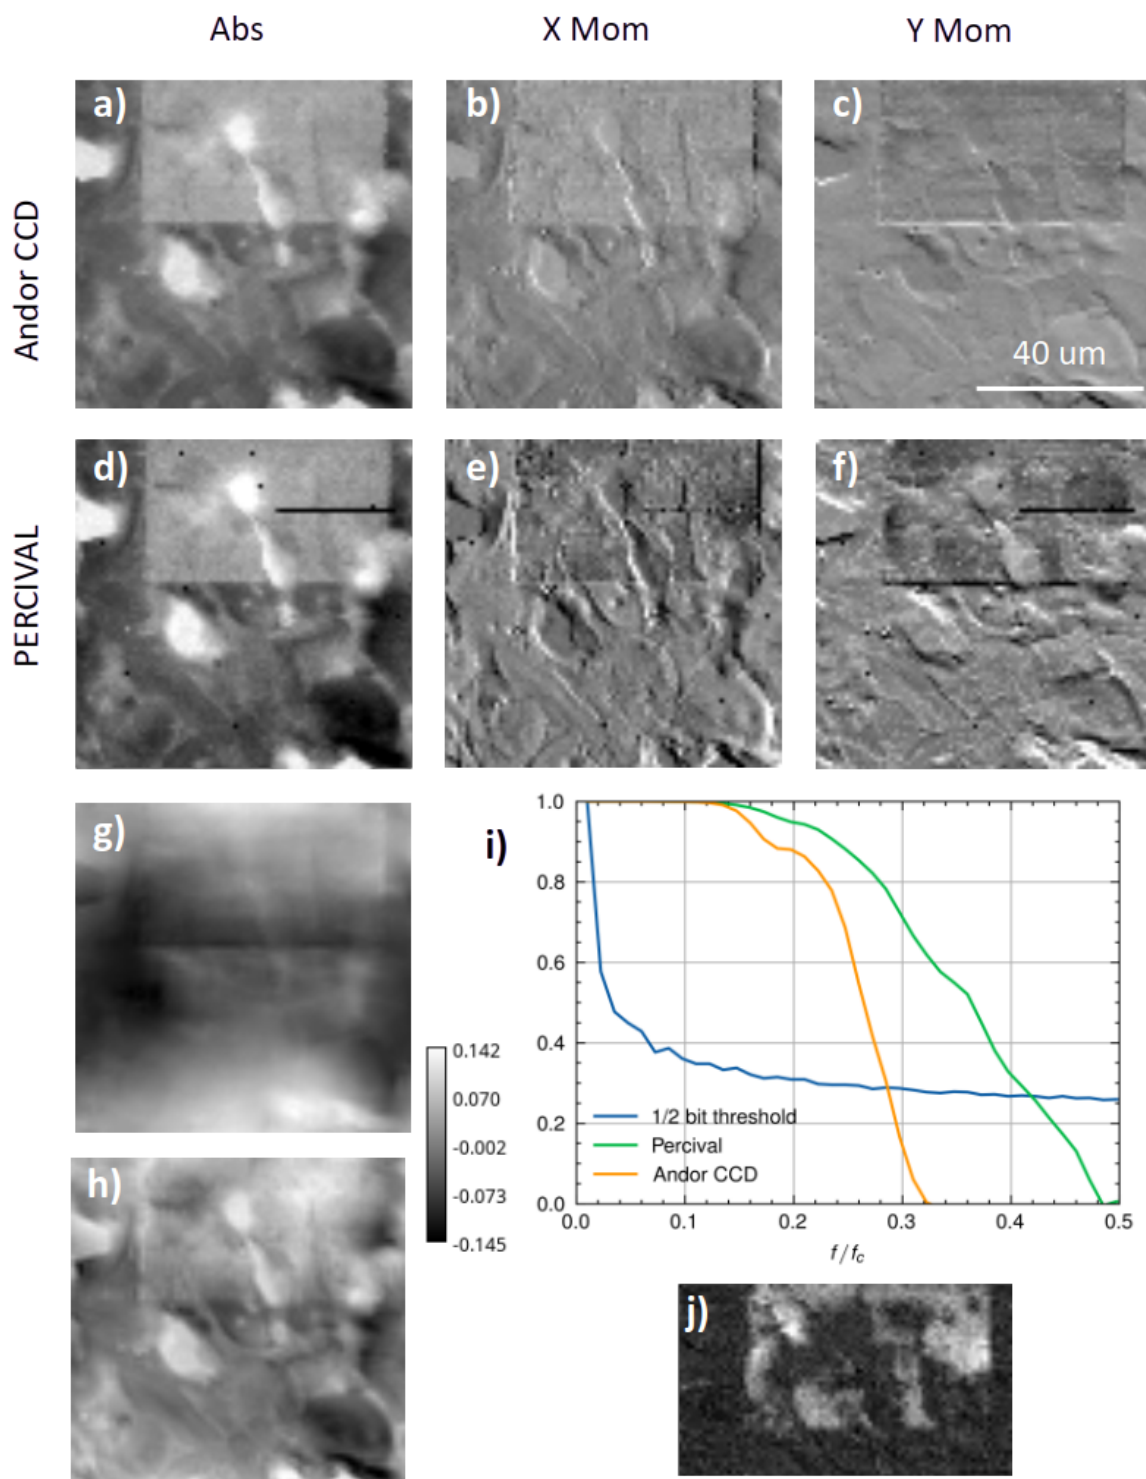 Abs
X Mom
Y Mom
Andor CCD
a)
b)
c)
40 um
PERCIVAL
d)
e)
f)
g)
0.142
0.070
-0.002
-0.073
-0.145
h)
i)
1.0
0.8
0.6
0.4
0.2
0.0
1/2 bit threshold
Percival
Andor CCD
0.0
0.1
0.2
0.3
0.4
0.5
f/fc
j)